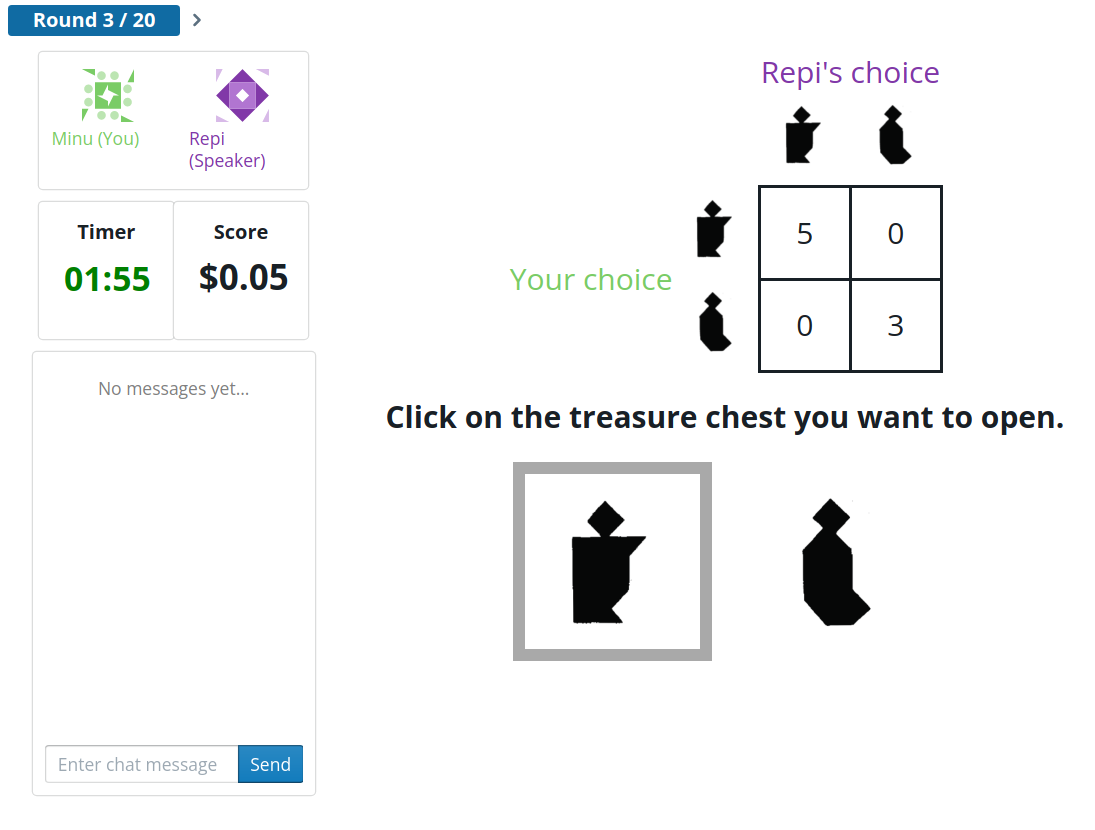 Round 3 / 20
Minu (You)
Repi
(Speaker)
Timer
01:55
Score
$0.05
No messages yet...
Enter chat message
Send
Repi's choice
Your choice
5 0
0 3
Click on the treasure chest you want to open.